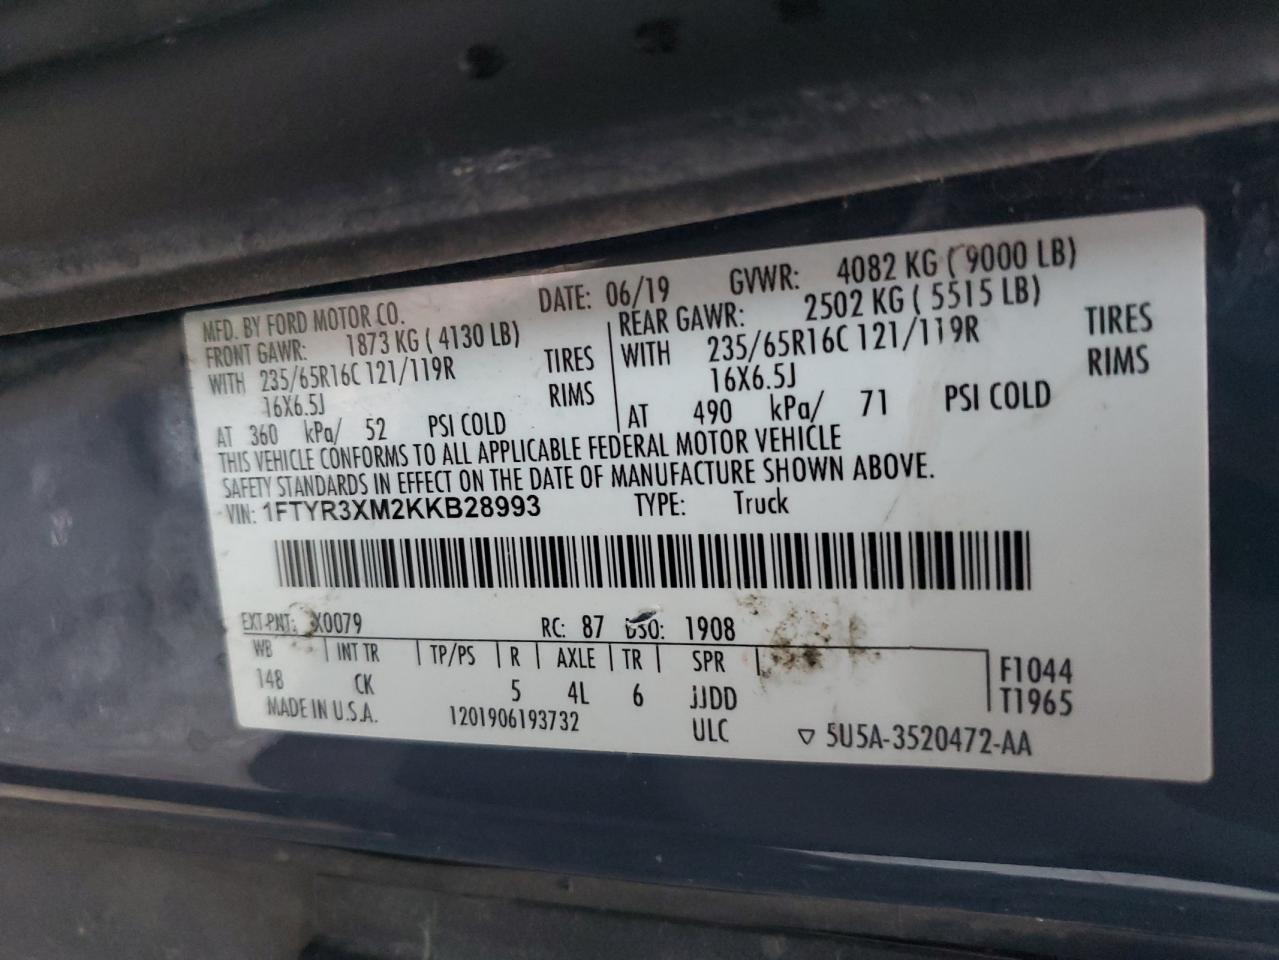 MFD. BY FORD MOTOR CO. DATE: 06/19 GVWR: 4082 KG ( 9000 LB)
FRONT GAWR: 1873 KG ( 4130 LB) REAR GAWR: 2502 KG ( 5515 LB)
WITH 235/65R16C 121/119R TIRES WITH 235/65R16C 121/119R TIRES
16X6.5J RIMS 16X6.5J RIMS
AT 360 kPa/ 52 PSI COLD AT 490 kPa/ 71 PSI COLD
THIS VEHICLE CONFORMS TO ALL APPLICABLE FEDERAL MOTOR VEHICLE
SAFETY STANDARDS IN EFFECT ON THE DATE OF MANUFACTURE SHOWN ABOVE.
VIN: 1FTYR3XM2KKB28993 TYPE: Truck
EXT PNT: X0079 RC: 87 DSO: 1908
WB INT TR TP/PS R AXLE TR SPR F1044
148 CK 5 4L 6 JJDD T1965
MADE IN U.S.A. 1201906193732 ULC ▽ 5U5A-3520472-AA